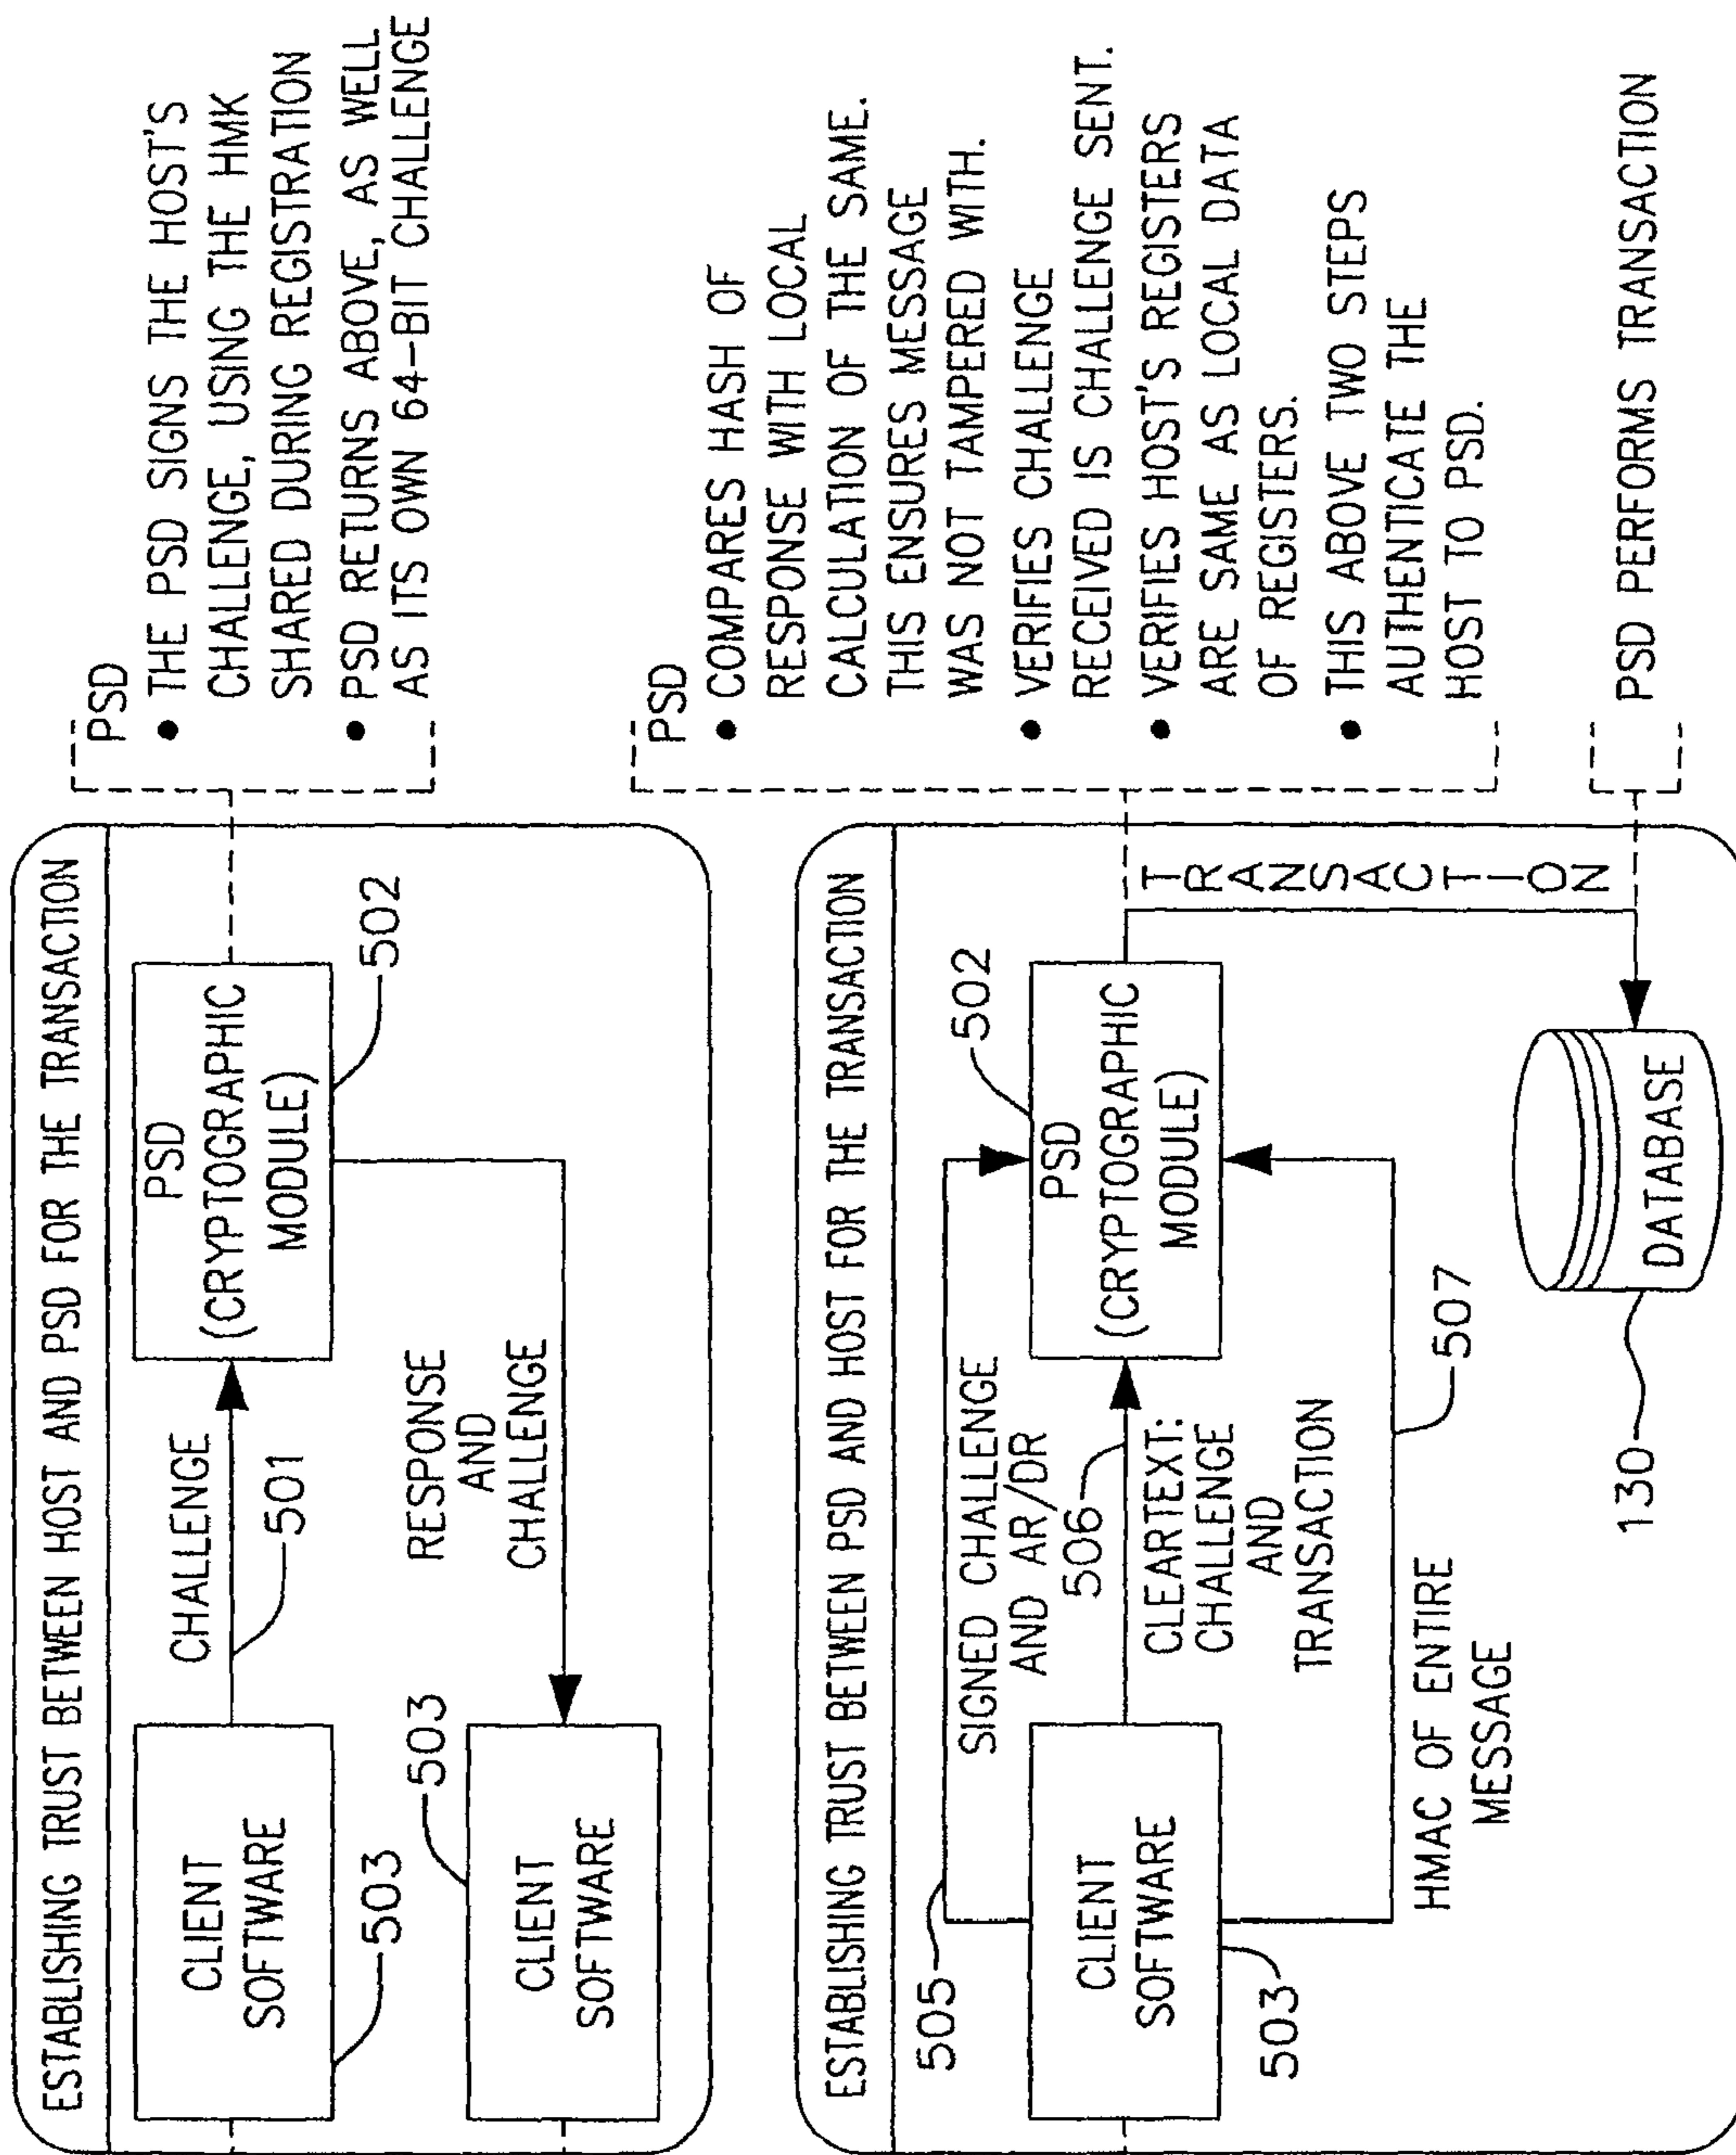 ESTABLISHING TRUST BETWEEN HOST AND PSD FOR THE TRANSACTION
CLIENT
SOFTWARE
503
CHALLENGE
501
PSD
(CRYPTOGRAPHIC
MODULE)
502
RESPONSE
AND
CHALLENGE
503
CLIENT
SOFTWARE
PSD
• THE PSD SIGNS THE HOST'S
CHALLENGE, USING THE HMK
SHARED DURING REGISTRATION
• PSD RETURNS ABOVE, AS WELL
AS ITS OWN 64-BIT CHALLENGE
ESTABLISHING TRUST BETWEEN PSD AND HOST FOR THE TRANSACTION
505
SIGNED CHALLENGE
AND AR/DR
506
CLIENT
SOFTWARE
503
CLEARTEXT:
CHALLENGE
AND
TRANSACTION
502
PSD
(CRYPTOGRAPHIC
MODULE)
507
HMAC OF ENTIRE
MESSAGE
TRANSACTION
130
DATABASE
PSD
• COMPARES HASH OF
RESPONSE WITH LOCAL
CALCULATION OF THE SAME.
THIS ENSURES MESSAGE
WAS NOT TAMPERED WITH.
• VERIFIES CHALLENGE
RECEIVED IS CHALLENGE SENT.
• VERIFIES HOST'S REGISTERS
ARE SAME AS LOCAL DATA
OF REGISTERS.
• THIS ABOVE TWO STEPS
AUTHENTICATE THE
HOST TO PSD.
PSD PERFORMS TRANSACTION